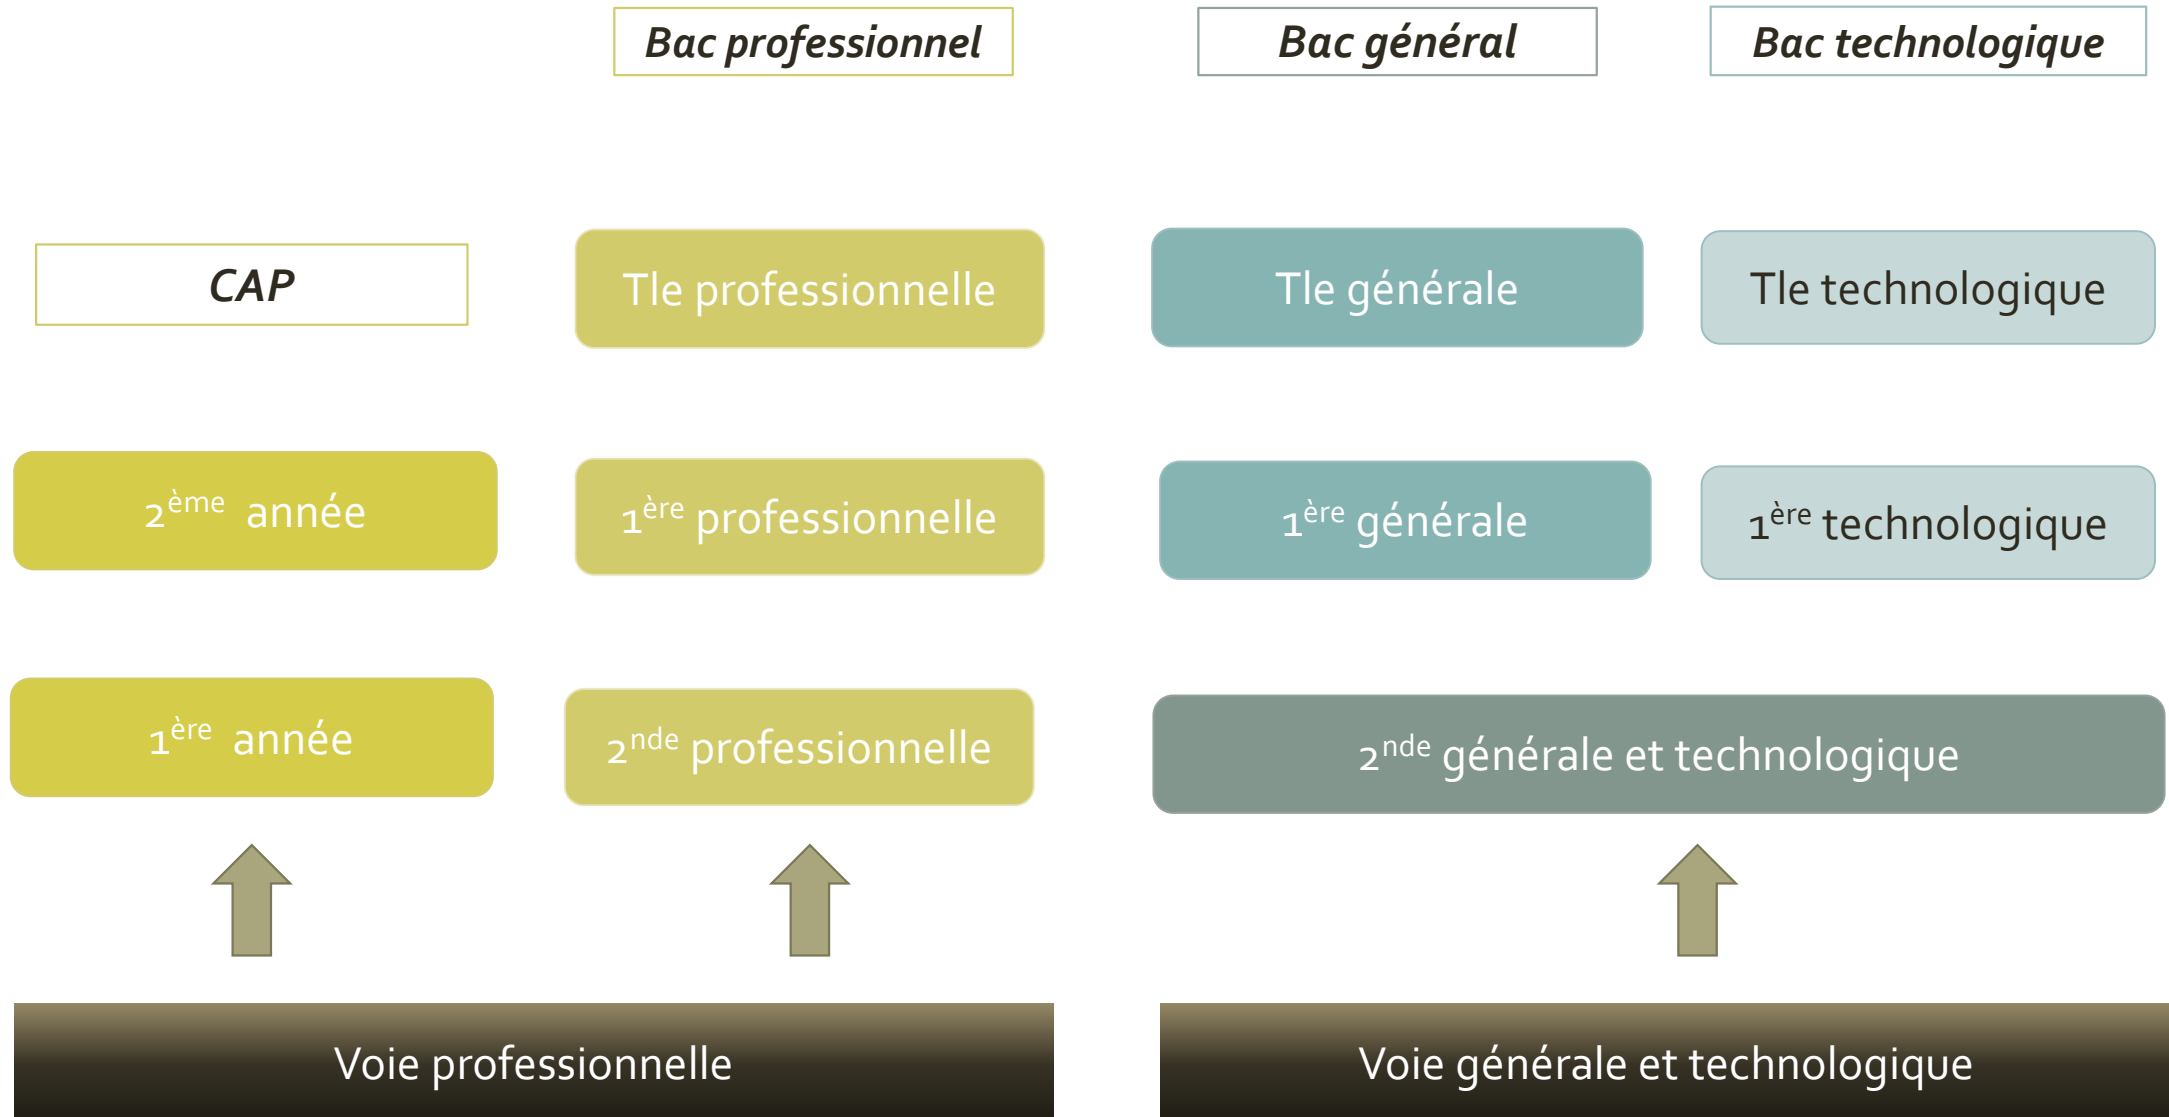 Bac professionnel
Bac général
Bac technologique
CAP
Tle professionnelle
Tle générale
Tle technologique
2ème année
1ère professionnelle
1ère générale
1ère technologique
1ère année
2nde professionnelle
2nde générale et technologique
Voie professionnelle
Voie générale et technologique